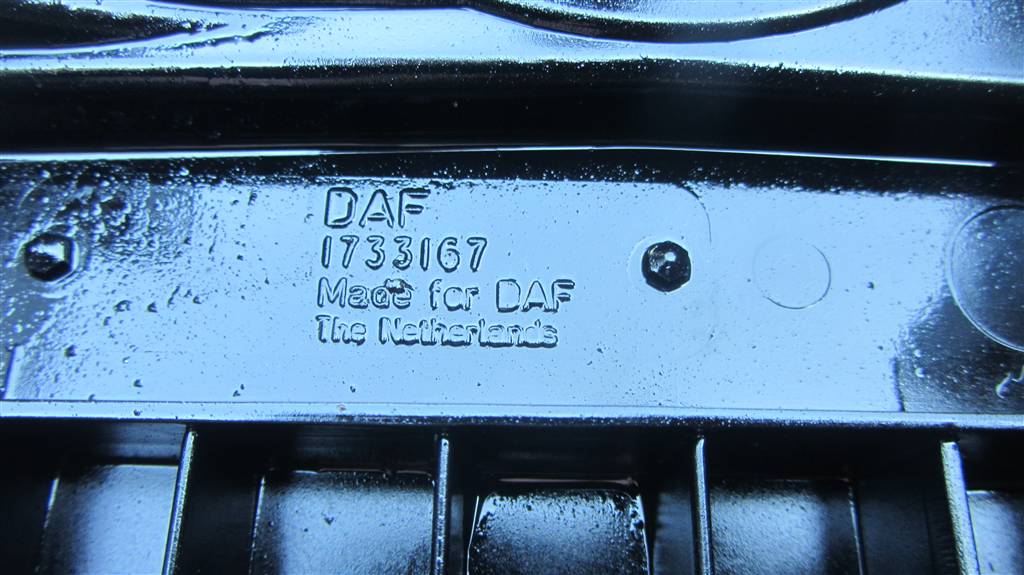 DAF
1733167
Made for DAF
The Netherlands